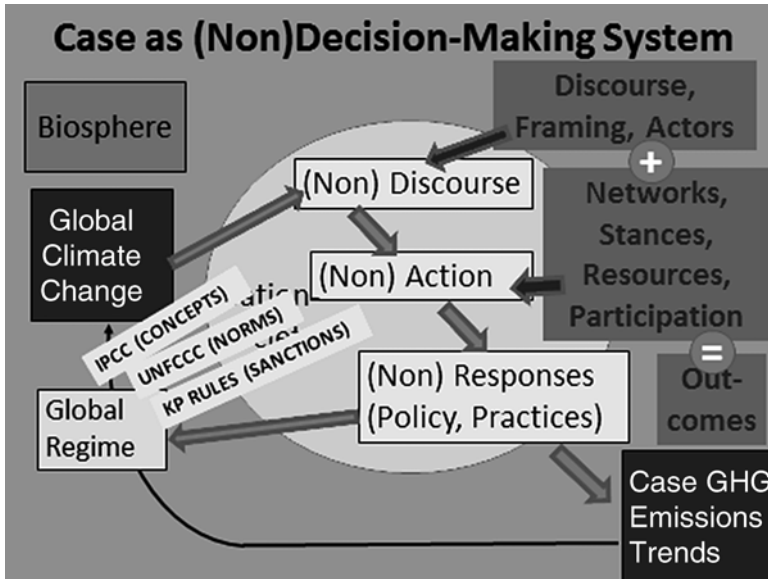 Case as (Non)Decision-Making System
Biosphere
Discourse,
Framing, Actors
+
(Non) Discourse
Global
Climate
Change
Networks,
Stances,
Resources,
Participation
(Non) Action
IPCC (CONCEPTS)
UNFCCC (NORMS)
KP RULES (SANCTIONS)
=
Out-
comes
(Non) Responses
(Policy, Practices)
Global
Regime
Case GHG
Emissions
Trends